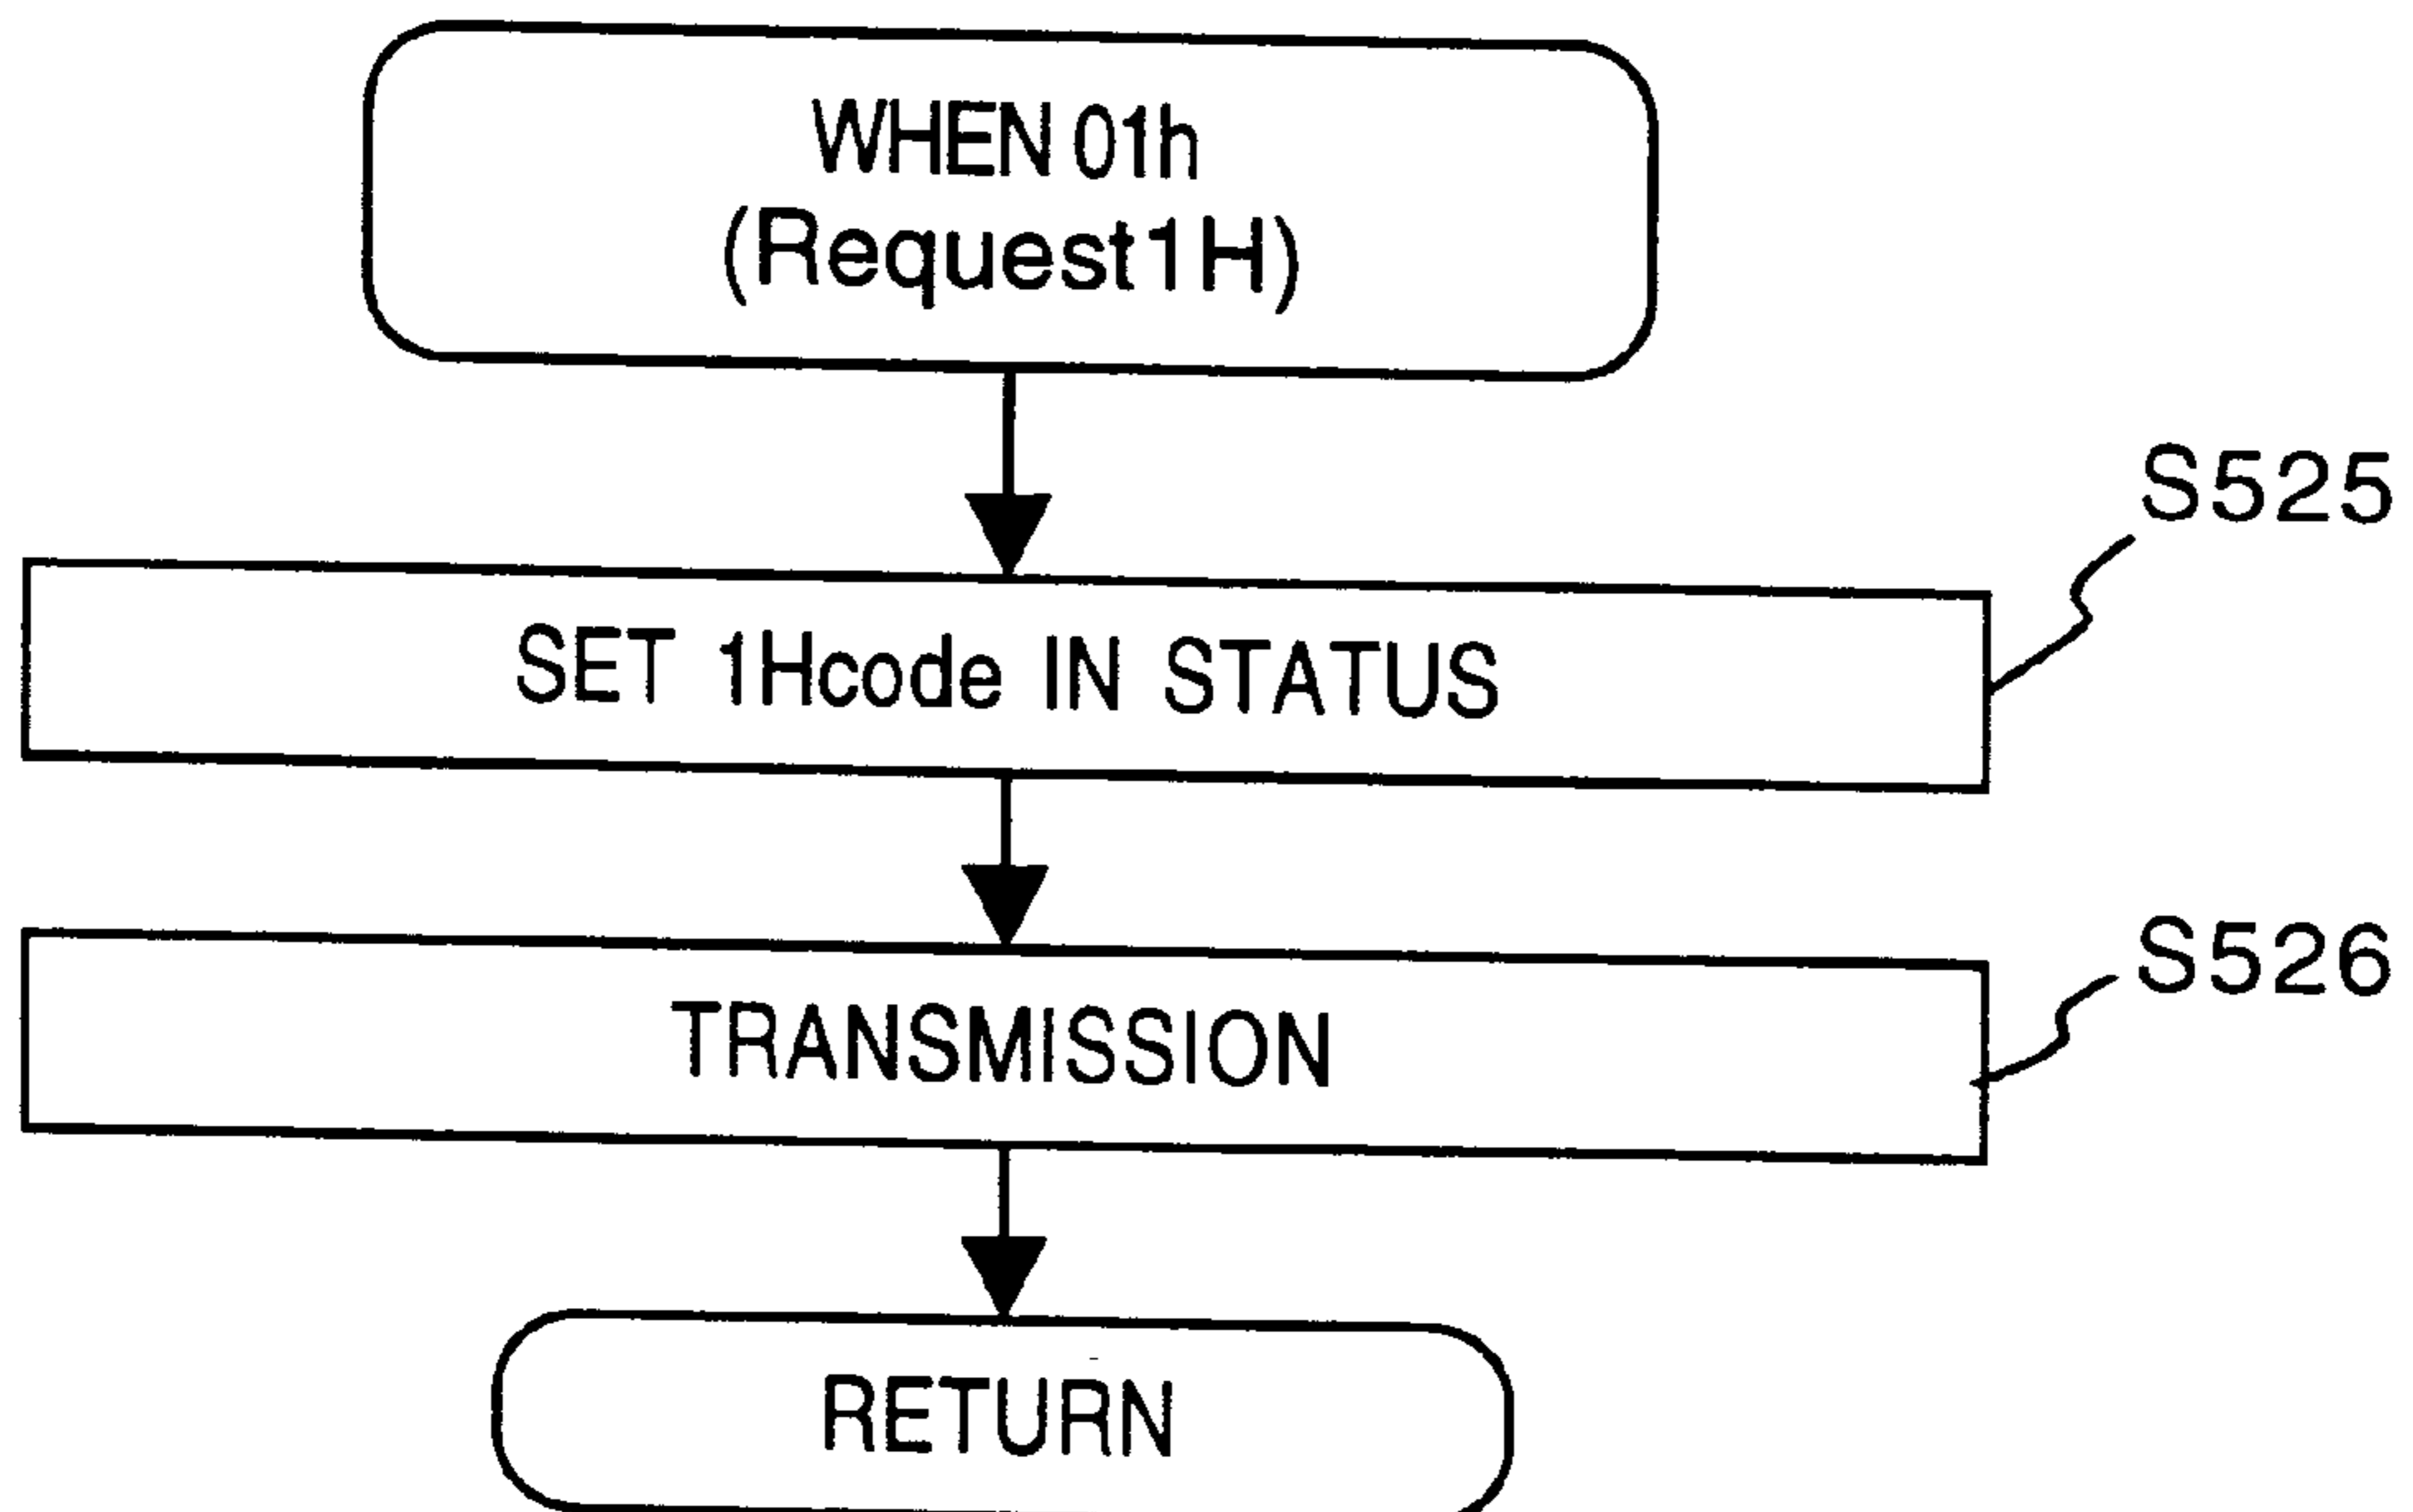 WHEN 01h
(Request1H)
S525
SET 1Hcode IN STATUS
S526
TRANSMISSION
RETURN